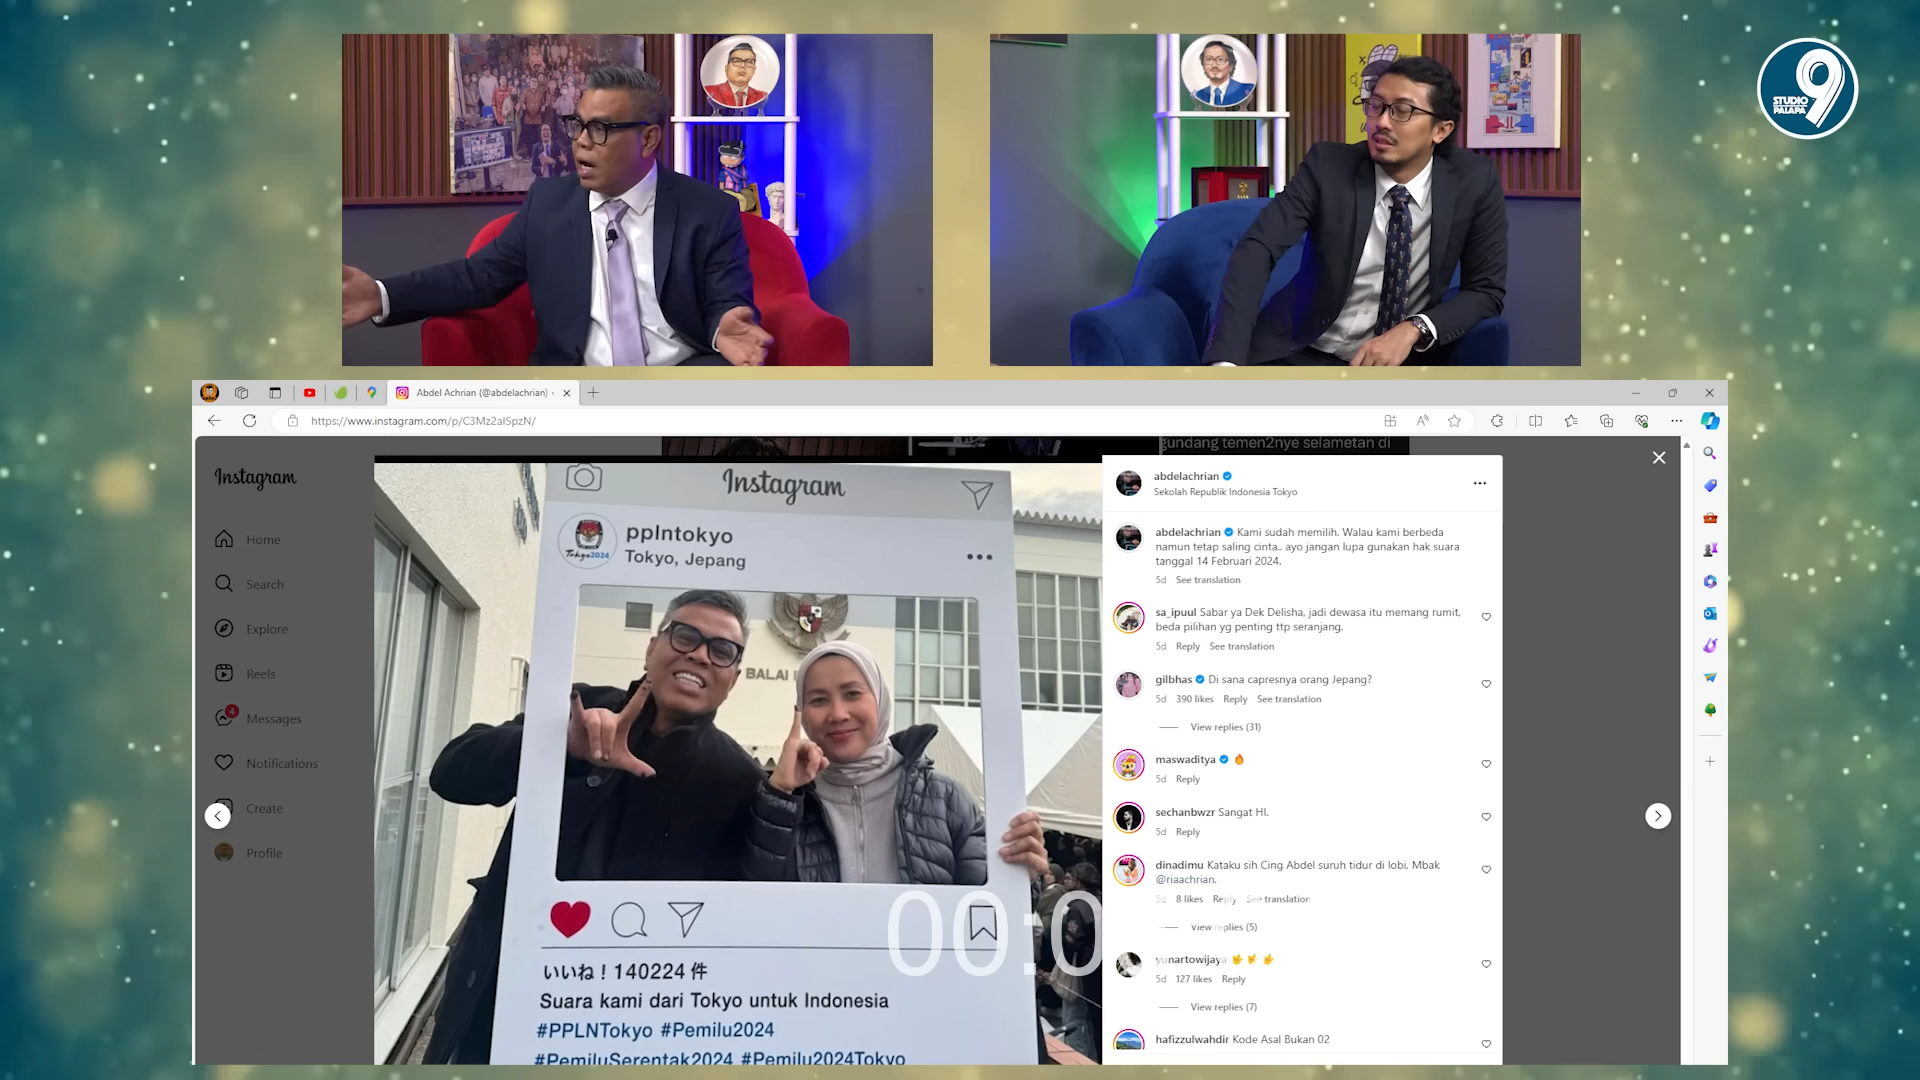 STUDIO
PALAPA
9
Abdel Achrian (@abdelachrian) ·
https://www.instagram.com/p/C3Mz2alSpzN/
gundang temen2nye selametan di
Instagram
Home
Search
Explore
Reels
4
Messages
Notifications
Create
Profile
Instagram
pplntokyo
Tokyo, Jepang
Tokyo2024
BALAI
いいね！140224 件
Suara kami dari Tokyo untuk Indonesia
#PPLNTokyo #Pemilu2024
#PemiluSerentak2024 #Pemilu2024Tokyo
00:0
abdelachrian
Sekolah Republik Indonesia Tokyo
abdelachrian Kami sudah memilih. Walau kami berbeda
namun tetap saling cinta.. ayo jangan lupa gunakan hak suara
tanggal 14 Februari 2024.
5d See translation
sa_ipuul Sabar ya Dek Delisha, jadi dewasa itu memang rumit,
beda pilihan yg penting ttp seranjang.
5d Reply See translation
gilbhas Di sana capresnya orang Jepang?
5d 390 likes Reply See translation
View replies (31)
maswaditya 🔥
5d Reply
sechanbwzr Sangat HI.
5d Reply
dinadimu Kataku sih Cing Abdel suruh tidur di lobi, Mbak
@riaachrian.
5d 8 likes Reply See translation
View replies (5)
yunartowijaya
5d 127 likes Reply
View replies (7)
hafizzulwahdir Kode Asal Bukan 02